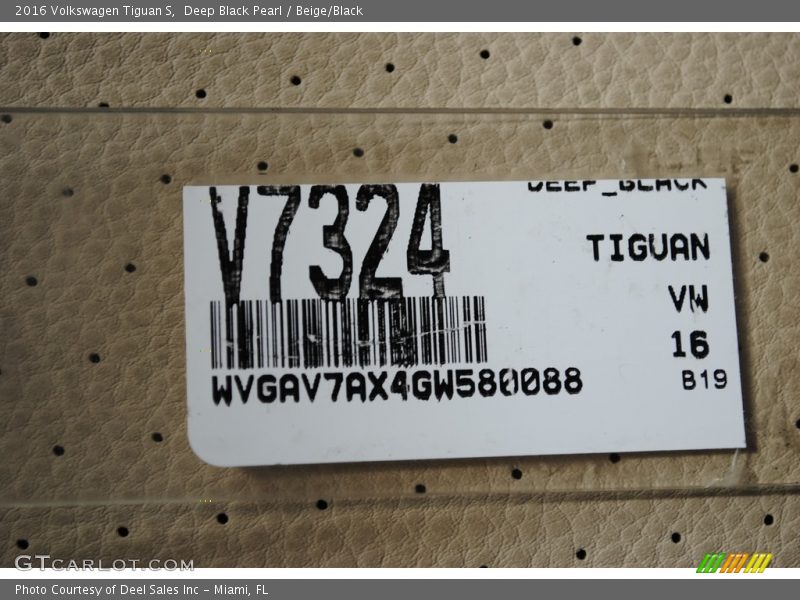 2016 Volkswagen Tiguan S, Deep Black Pearl / Beige/Black
V7324
DEEP_BLACK
TIGUAN
VW
16
B19
WVGAV7AX4GW580088
GTCARLOT.COM
Photo Courtesy of Deel Sales Inc - Miami, FL